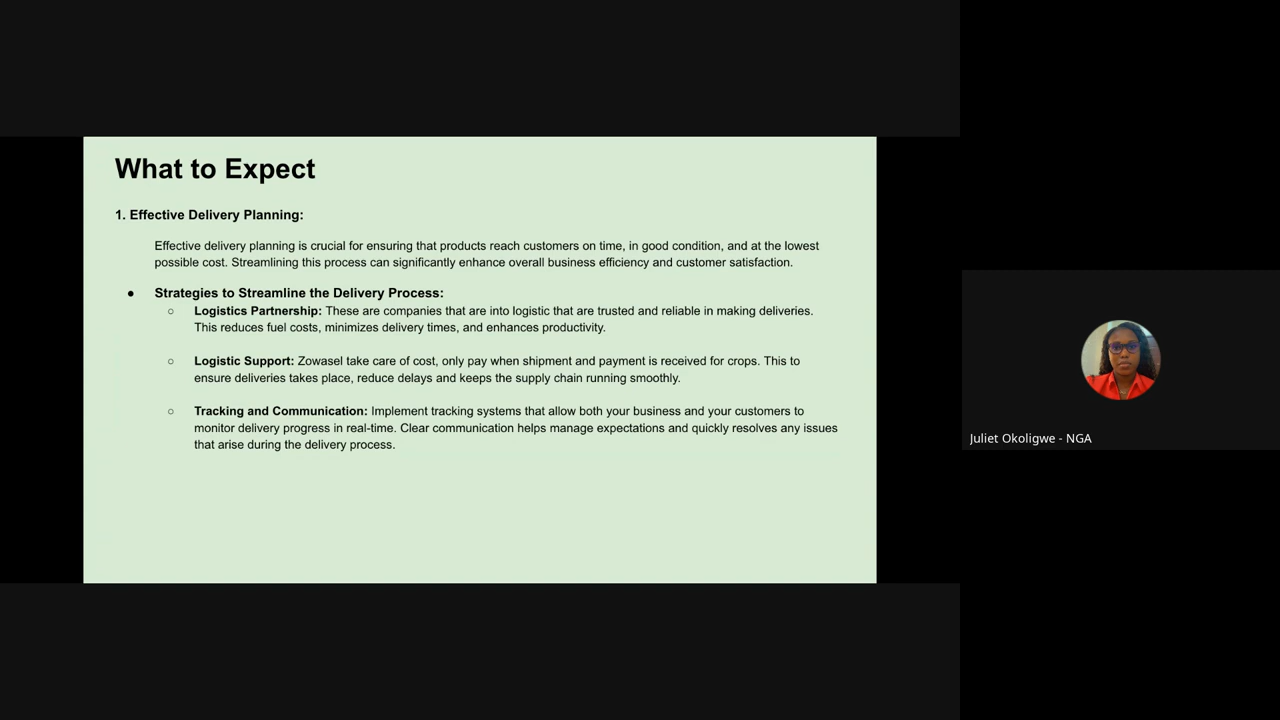 What to Expect
1. Effective Delivery Planning:
Effective delivery planning is crucial for ensuring that products reach customers on time, in good condition, and at the lowest
possible cost. Streamlining this process can significantly enhance overall business efficiency and customer satisfaction.
● Strategies to Streamline the Delivery Process:
○ Logistics Partnership: These are companies that are into logistic that are trusted and reliable in making deliveries.
This reduces fuel costs, minimizes delivery times, and enhances productivity.
○ Logistic Support: Zowasel take care of cost, only pay when shipment and payment is received for crops. This to
ensure deliveries takes place, reduce delays and keeps the supply chain running smoothly.
○ Tracking and Communication: Implement tracking systems that allow both your business and your customers to
monitor delivery progress in real-time. Clear communication helps manage expectations and quickly resolves any issues
that arise during the delivery process.
Juliet Okoligwe - NGA